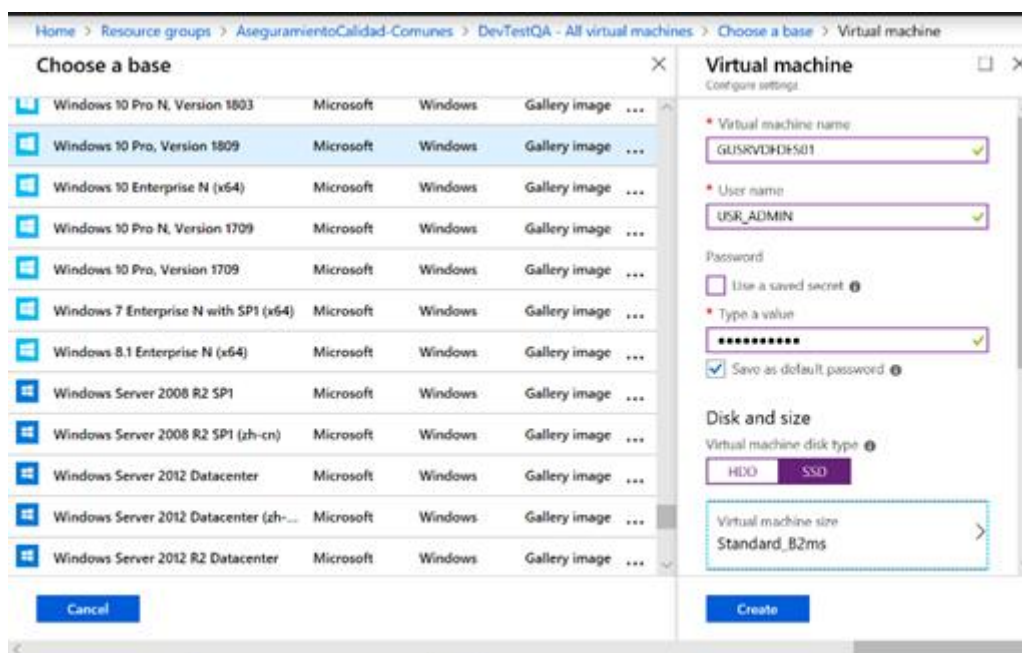 Home > Resource groups > AseguramientoCalidad-Comunes > DevTestQA - All virtual machines > Choose a base > Virtual machine
Choose a base
Windows 10 Pro N, Version 1803 Microsoft Windows Gallery image ...
Windows 10 Pro, Version 1809 Microsoft Windows Gallery image ...
Windows 10 Enterprise N (x64) Microsoft Windows Gallery image ...
Windows 10 Pro N, Version 1709 Microsoft Windows Gallery image ...
Windows 10 Pro, Version 1709 Microsoft Windows Gallery image ...
Windows 7 Enterprise N with SP1 (x64) Microsoft Windows Gallery image ...
Windows 8.1 Enterprise N (x64) Microsoft Windows Gallery image ...
Windows Server 2008 R2 SP1 Microsoft Windows Gallery image ...
Windows Server 2008 R2 SP1 (zh-cn) Microsoft Windows Gallery image ...
Windows Server 2012 Datacenter Microsoft Windows Gallery image ...
Windows Server 2012 Datacenter (zh-... Microsoft Windows Gallery image ...
Windows Server 2012 R2 Datacenter Microsoft Windows Gallery image ...
Cancel
Virtual machine
Configure settings
* Virtual machine name
* User name
USR_ADMIN
Password
Use a saved secret
* Type a value
••••••••••
Save as default password
Disk and size
Virtual machine disk type
HDD SSD
Virtual machine size
Standard_B2ms
Create